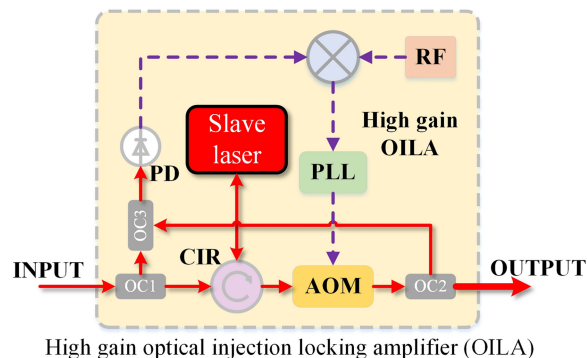 RF
High gain
OILA
Slave
laser
PD
PLL
OC3
CIR
INPUT
OC1
AOM
OC2
OUTPUT
High gain optical injection locking amplifier (OILA)